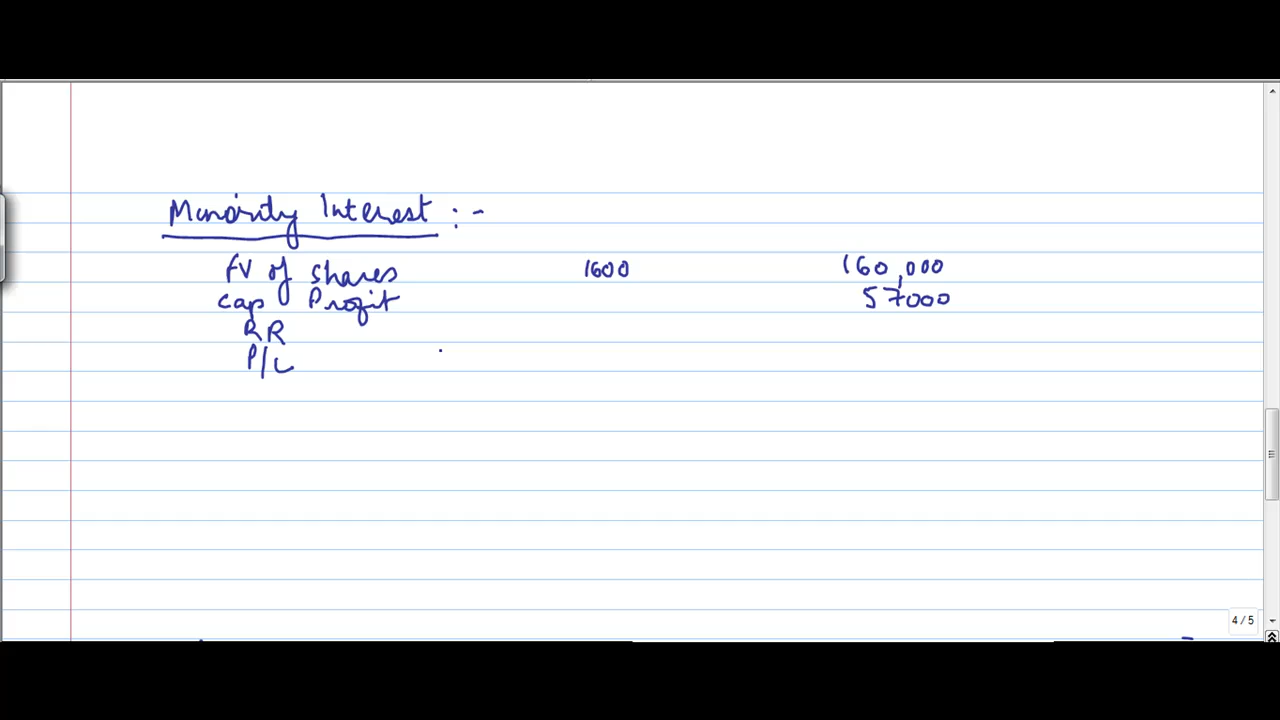 Minority Interest :-
FV of shares 1600 160,000
Cap Profit 57000
RR
P/L
4 / 5